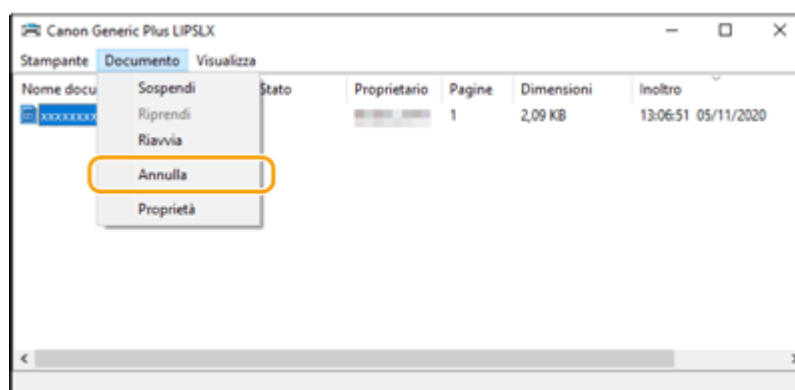 Canon Generic Plus LIPSLX
Stampante Documento Visualizza
Nome docu Stato Proprietario Pagine Dimensioni Inoltro
xxxxxxxx 1 2,09 KB 13:06:51 05/11/2020
Sospendi
Riprendi
Riavvia
Annulla
Proprietà